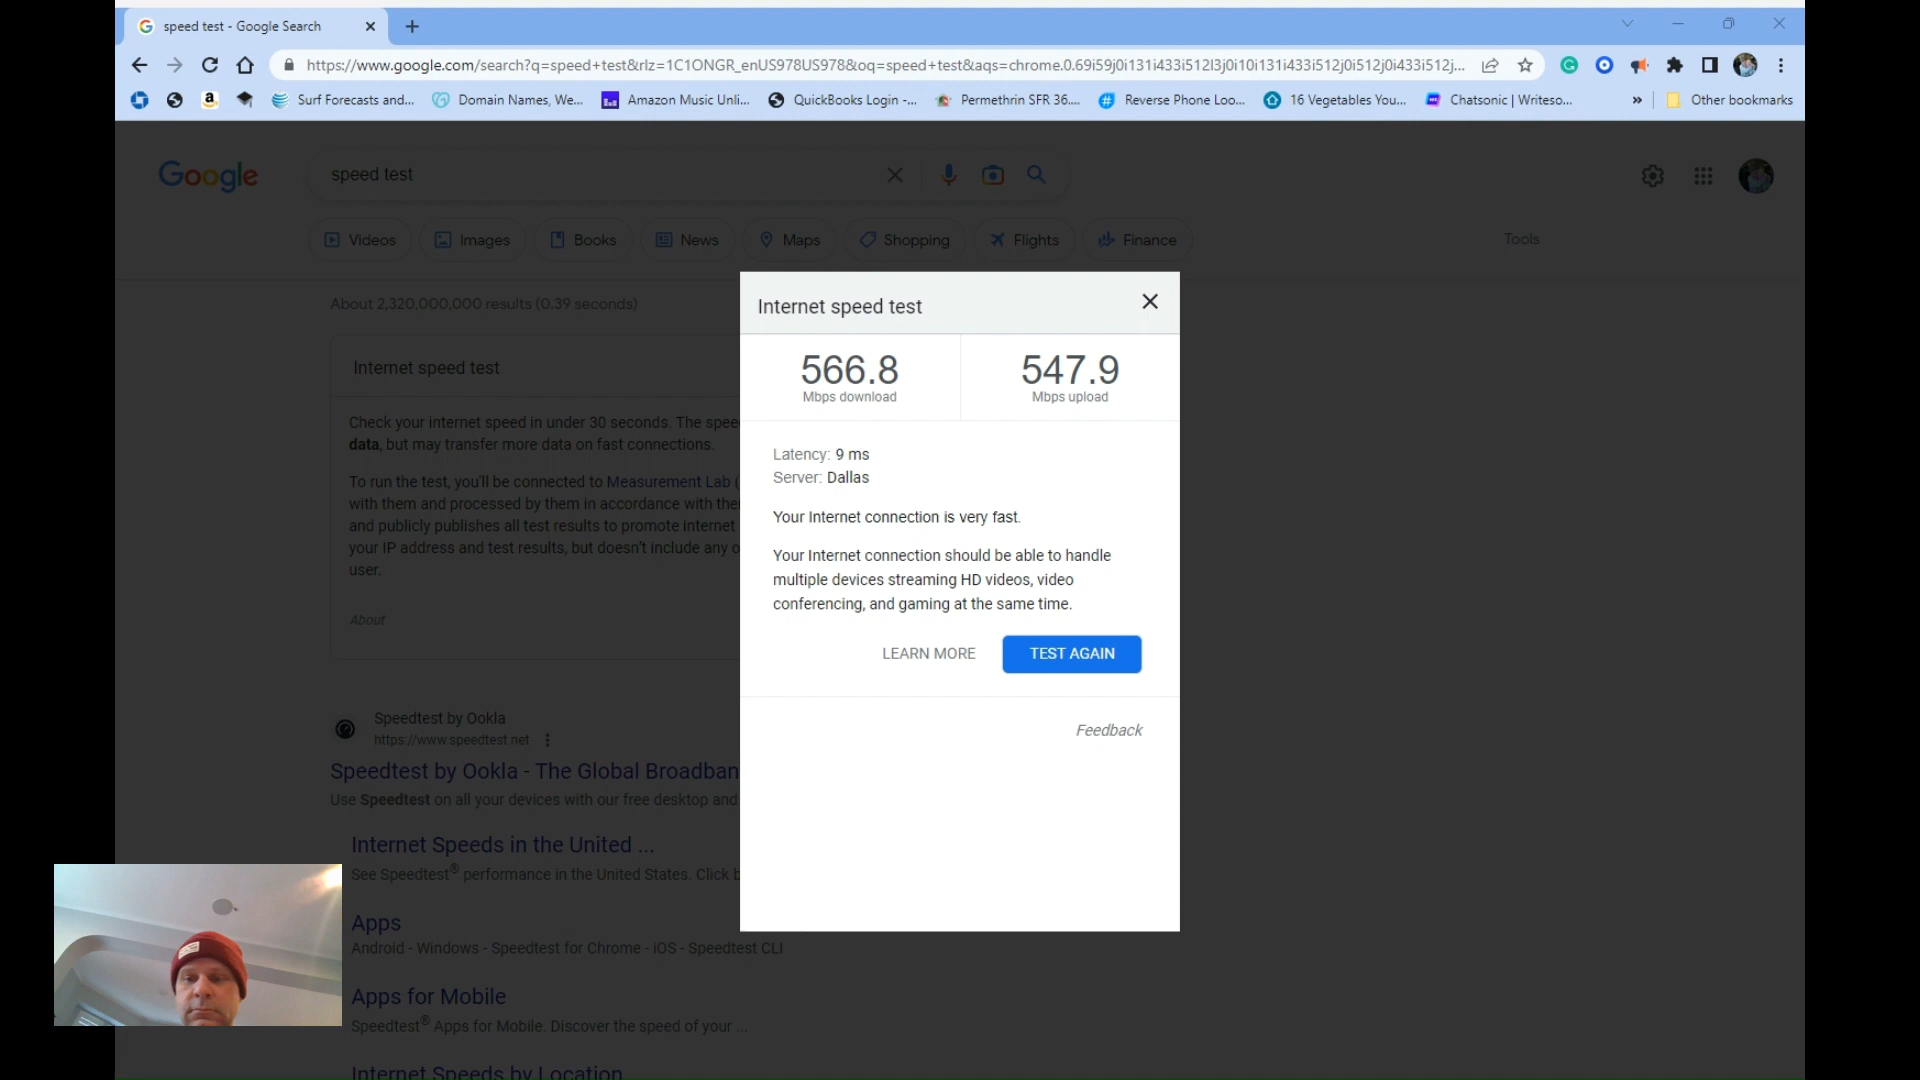 speed test - Google Search
https://www.google.com/search?q=speed+test&rlz=1C1ONGR_enUS978US978&oq=speed+test&aqs=chrome.0.69i59j0i131i433i512l3j0i10i131i433i512j0i512j0i433i512j...
Surf Forecasts and...
Domain Names, We...
Amazon Music Unli...
QuickBooks Login -...
Permethrin SFR 36....
Reverse Phone Loo...
16 Vegetables You...
Chatsonic | Writeso...
»
Other bookmarks
Google
speed test
Videos
Images
Books
News
Maps
Shopping
Flights
Finance
Tools
About 2,320,000,000 results (0.39 seconds)
Internet speed test
Check your internet speed in under 30 seconds. The spee
data, but may transfer more data on fast connections.
To run the test, you'll be connected to Measurement Lab (
with them and processed by them in accordance with thei
and publicly publishes all test results to promote internet
your IP address and test results, but doesn't include any o
user.
About
Internet speed test
566.8
Mbps download
547.9
Mbps upload
Latency: 9 ms
Server: Dallas
Your Internet connection is very fast.
Your Internet connection should be able to handle
multiple devices streaming HD videos, video
conferencing, and gaming at the same time.
LEARN MORE
TEST AGAIN
Feedback
Speedtest by Ookla
https://www.speedtest.net
Speedtest by Ookla - The Global Broadban
Use Speedtest on all your devices with our free desktop and
Internet Speeds in the United ...
See Speedtest® performance in the United States. Click b
Apps
Android - Windows - Speedtest for Chrome - iOS - Speedtest CLI
Apps for Mobile
Speedtest® Apps for Mobile. Discover the speed of your ...
Internet Speeds by Location